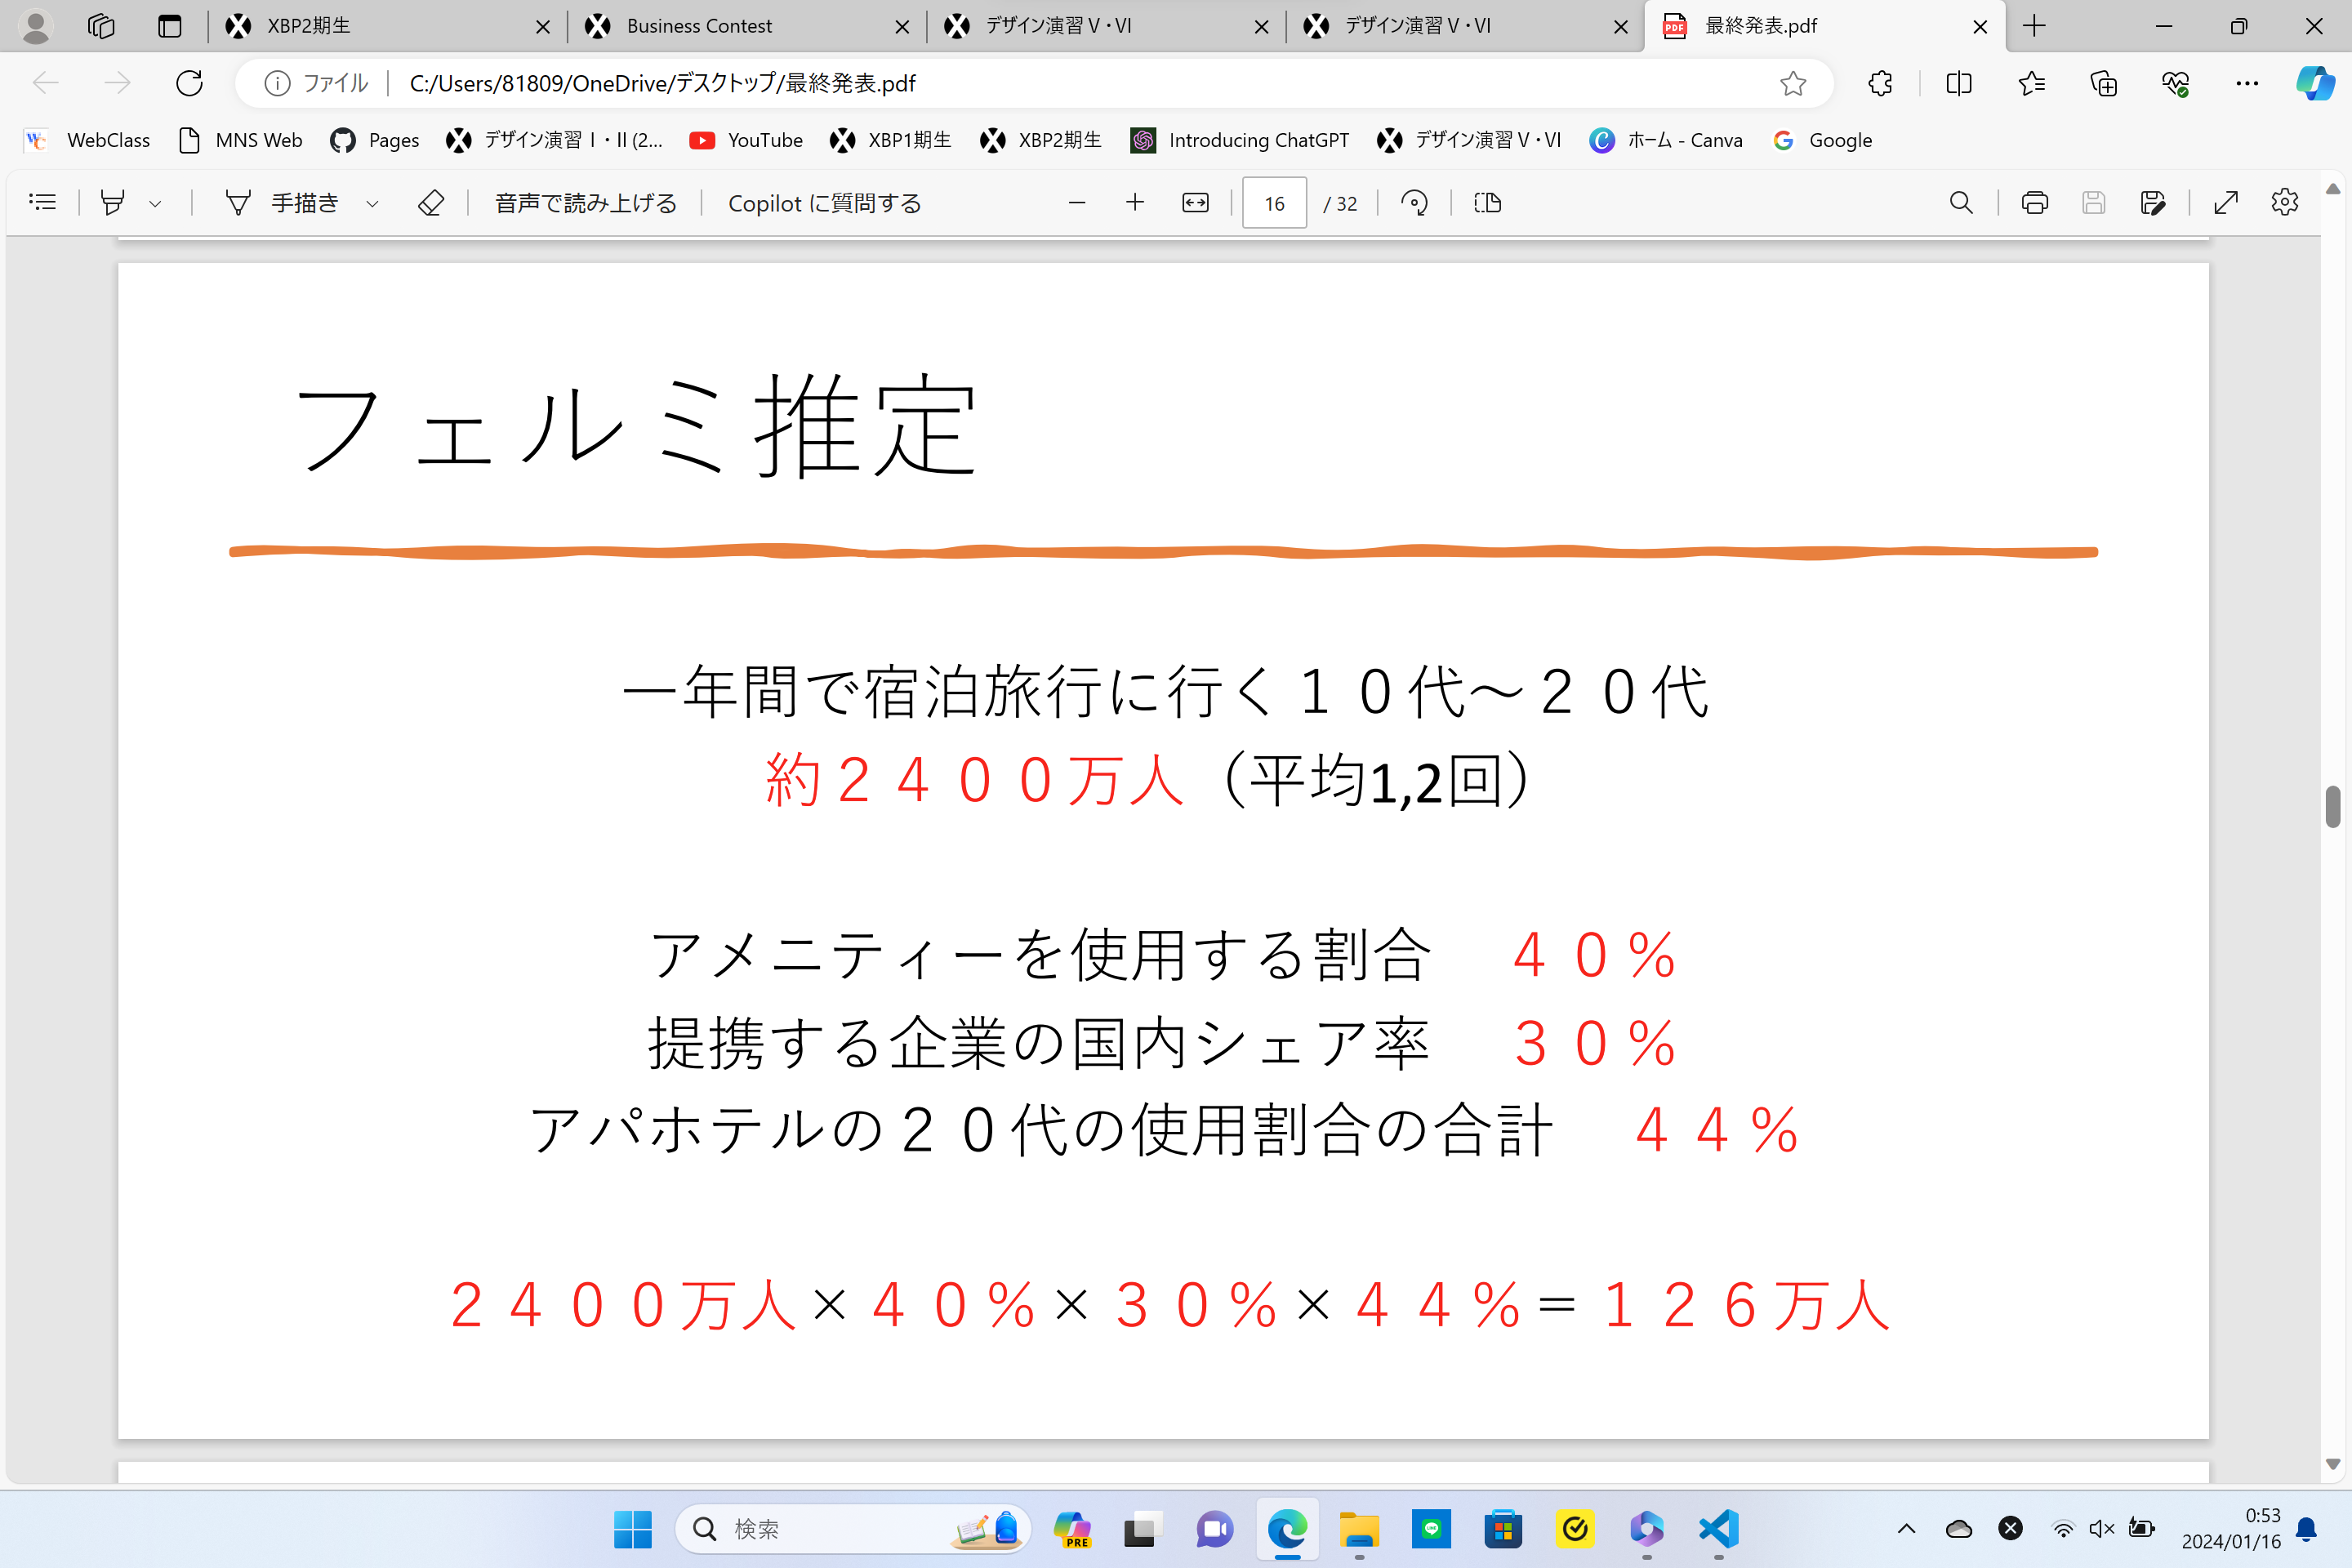 XBP2期生
Business Contest
デザイン演習Ⅴ・Ⅵ
デザイン演習Ⅴ・Ⅵ
最終発表.pdf
ファイル
C:/Users/81809/OneDrive/デスクトップ/最終発表.pdf
WebClass
MNS Web
Pages
デザイン演習Ⅰ・Ⅱ(2...
YouTube
XBP1期生
XBP2期生
Introducing ChatGPT
デザイン演習Ⅴ・Ⅵ
ホーム - Canva
Google
手描き
音声で読み上げる
Copilot に質問する
16 / 32
フェルミ推定
一年間で宿泊旅行に行く１０代～２０代
約２４００万人（平均1,2回）
アメニティーを使用する割合　４０％
提携する企業の国内シェア率　３０％
アパホテルの２０代の使用割合の合計　４４％
２４００万人×４０％×３０％×４４％＝１２６万人
検索
PRE
0:53
2024/01/16